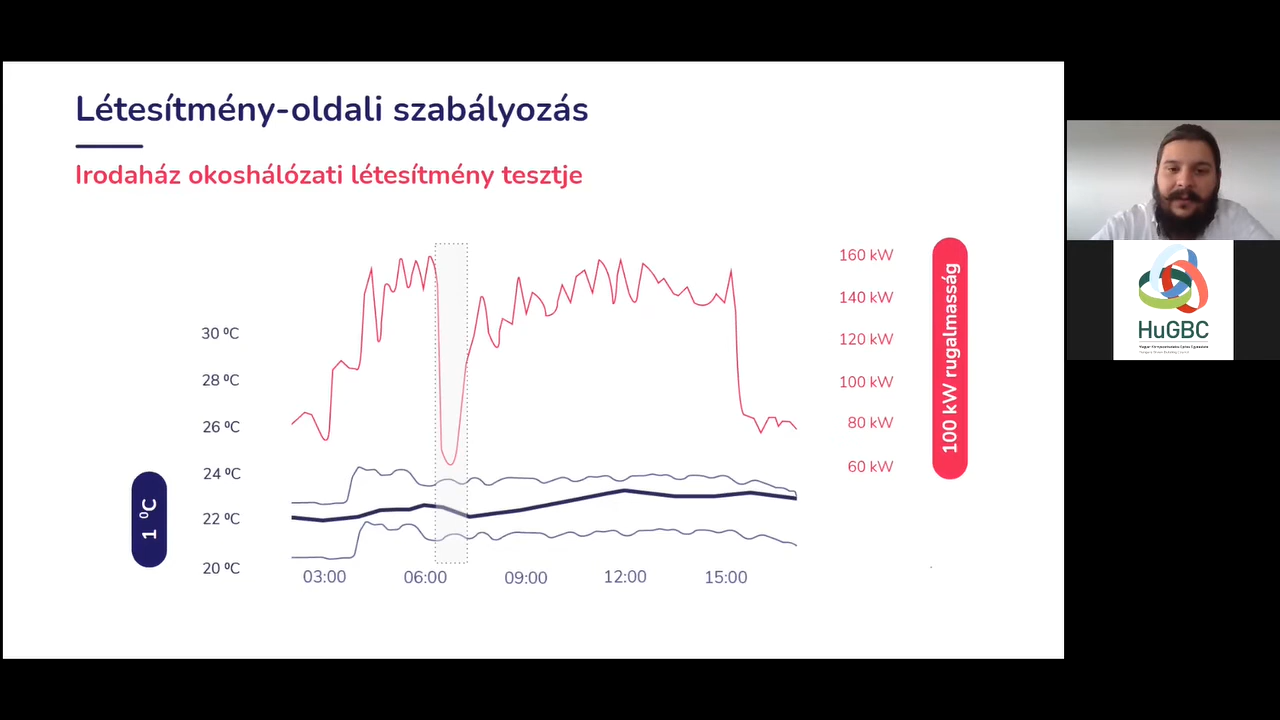 Létesítmény-oldali szabályozás
Irodaház okoshálózati létesítmény tesztje
160 kW
140 kW
120 kW
100 kW
80 kW
60 kW
100 kW rugalmasság
30 ºC
28 ºC
26 ºC
24 ºC
22 ºC
20 ºC
1 ºC
03:00
06:00
09:00
12:00
15:00
HuGBC